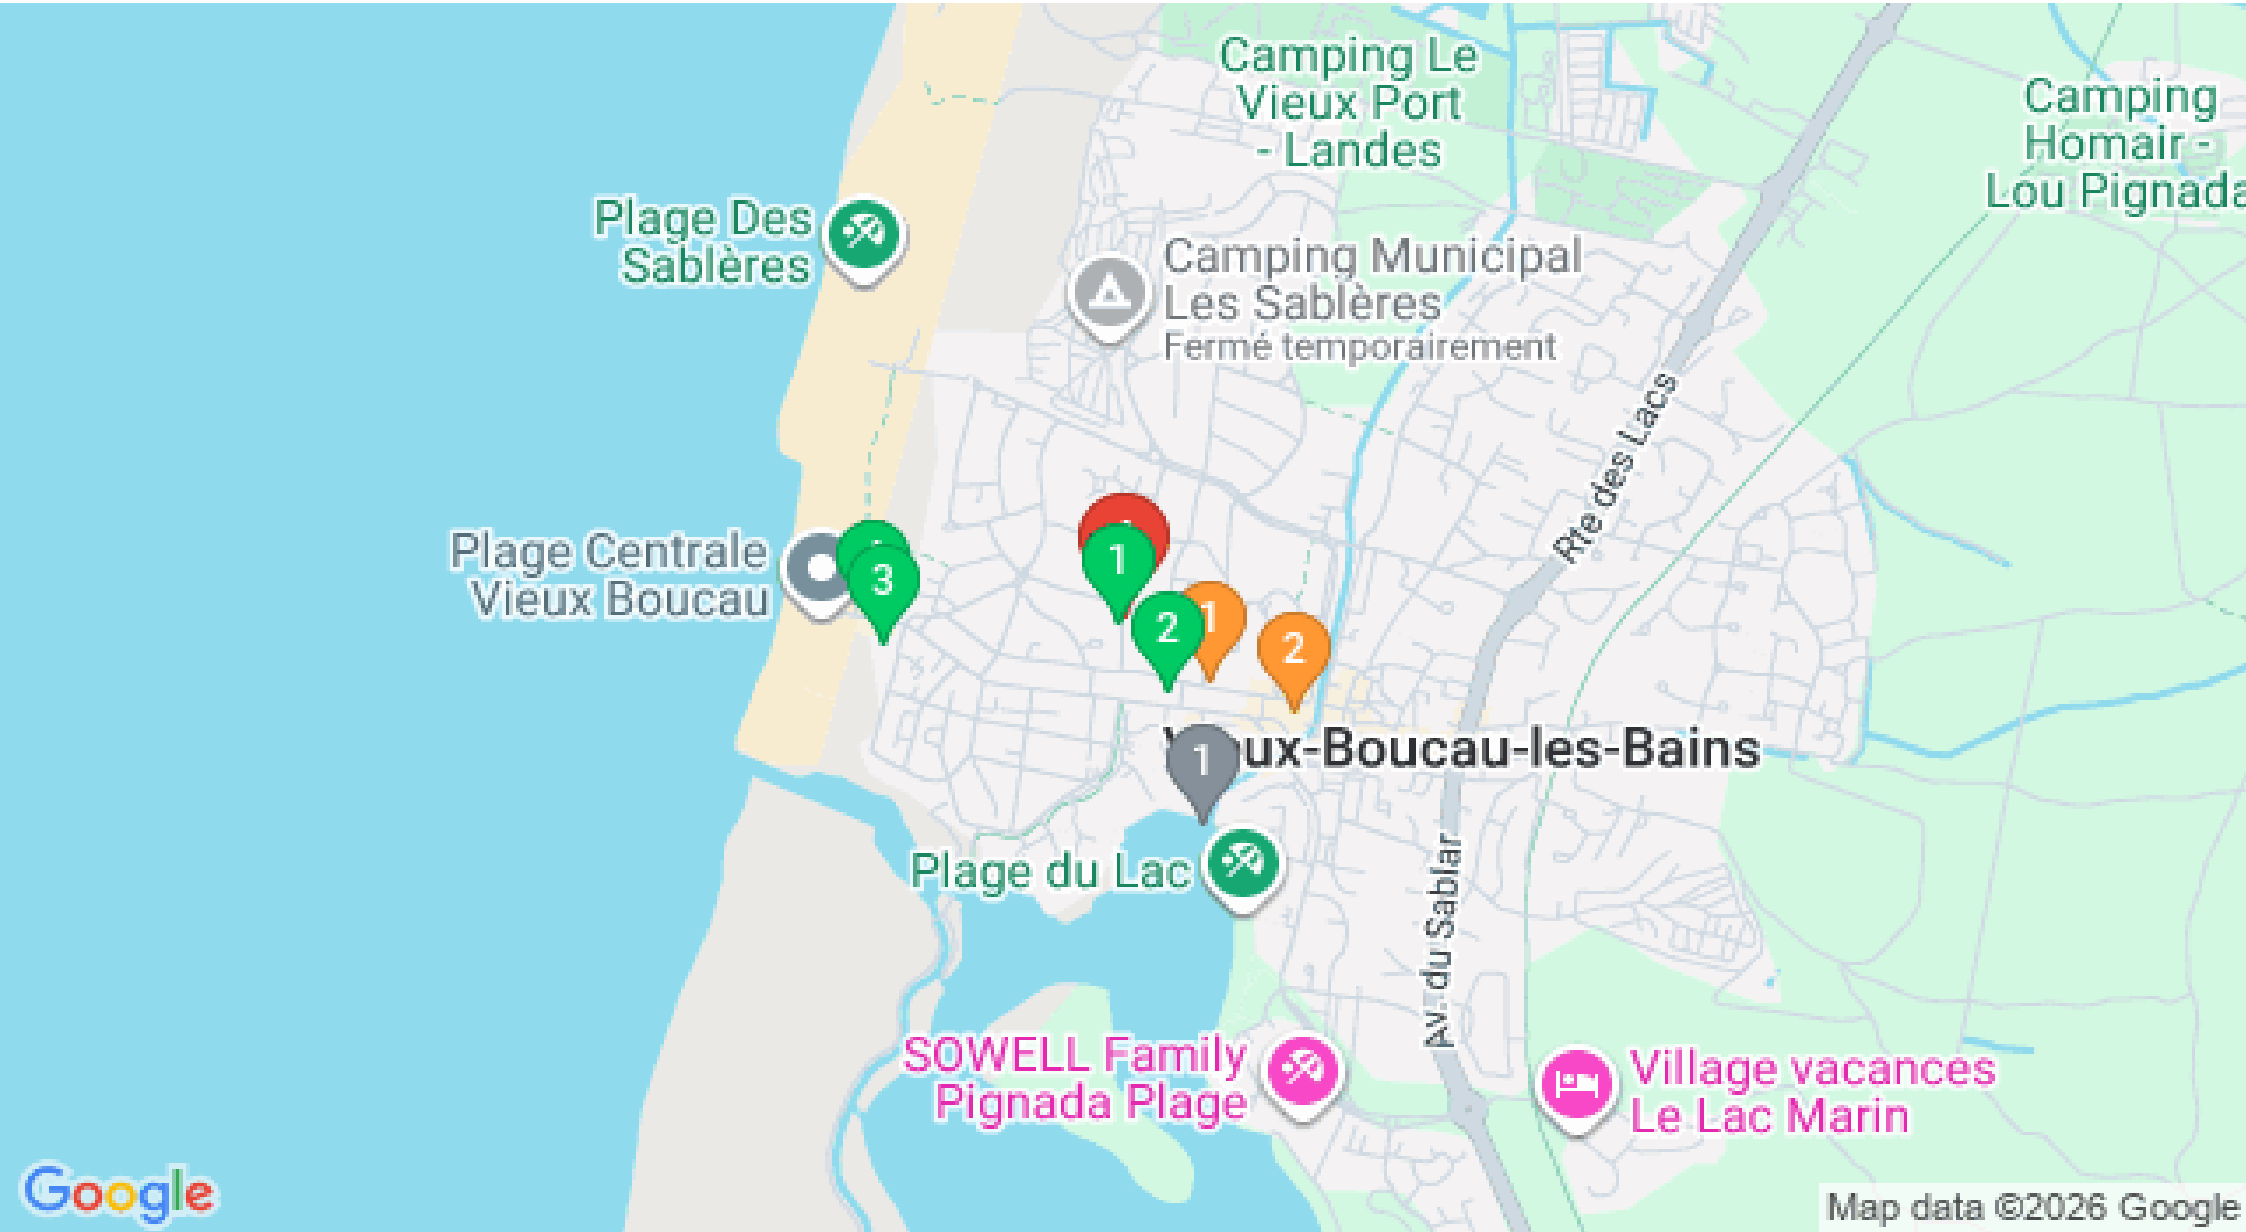 Camping Le
Vieux Port
- Landes
Camping
Homair -
Lou Pignada
Plage Des
Sablères
Camping Municipal
Les Sablères
Fermé temporairement
Rte des Lacs
Plage Centrale
Vieux Boucau
3
1
2
1
2
1
ux-Boucau-les-Bains
Plage du Lac
Av. du Sablar
SOWELL Family
Pignada Plage
Village vacances
Le Lac Marin
Google
Map data ©2026 Google